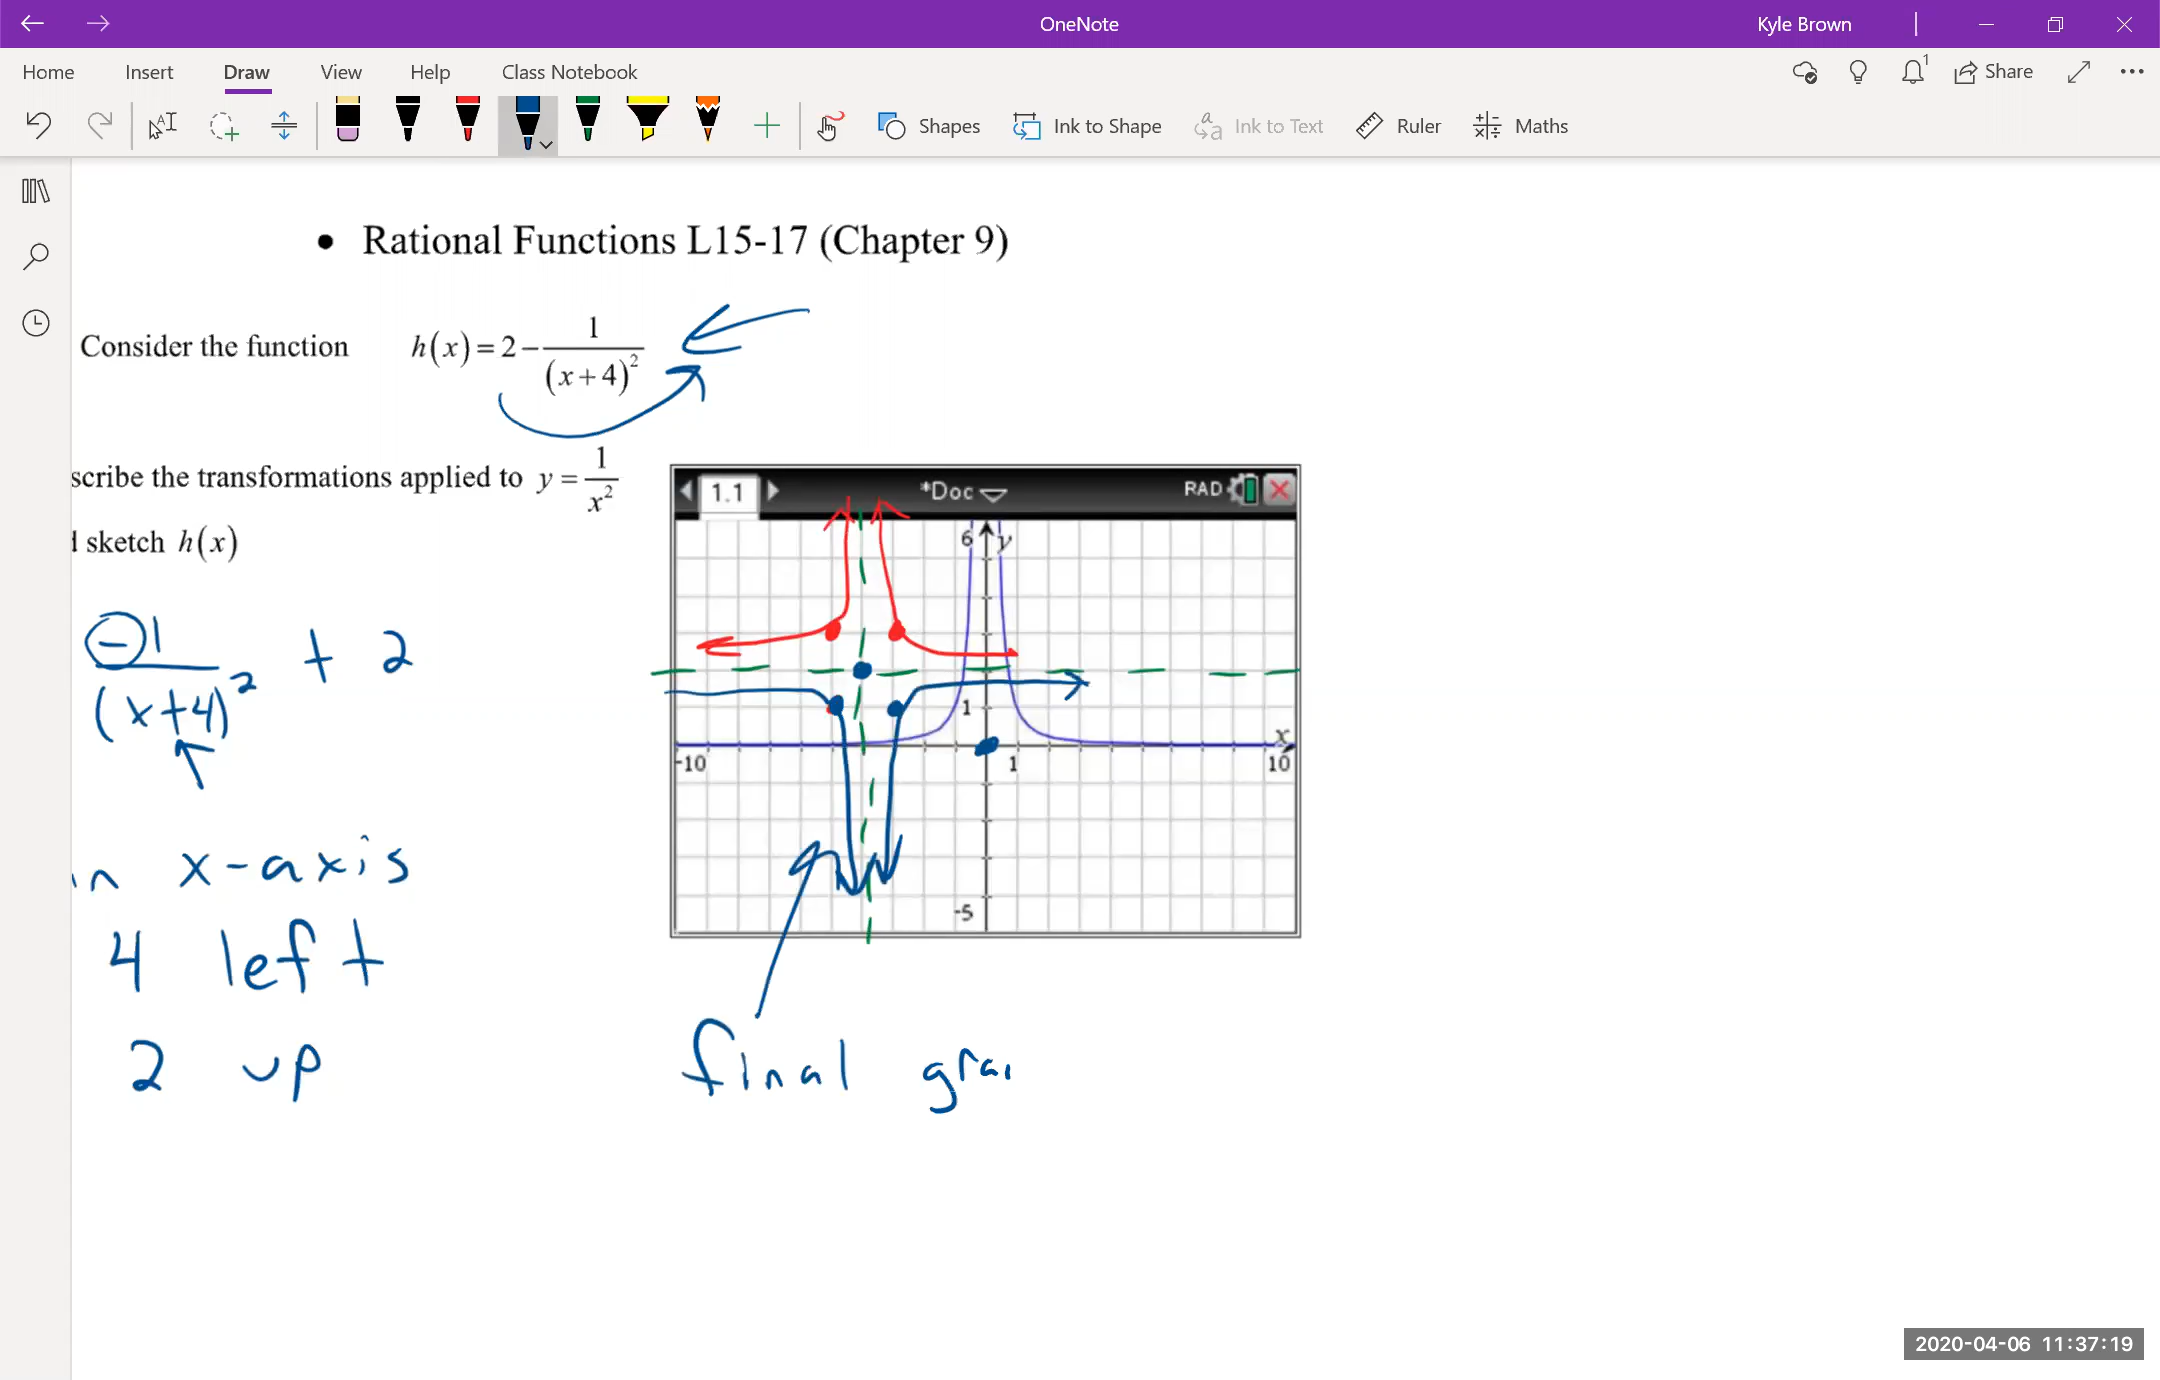 OneNote
Kyle Brown
Home Insert Draw View Help Class Notebook
1 Share
Shapes Ink to Shape Ink to Text Ruler Maths
• Rational Functions L15-17 (Chapter 9)
Consider the function h(x) = 2 - 1/(x+4)²
scribe the transformations applied to y = 1/x²
sketch h(x)
1.1 *Doc RAD
6 y
1
x
-10 1 10
-5
-1/(x+4)² + 2
in x-axis
4 left
2 up
final gra
2020-04-06 11:37:19